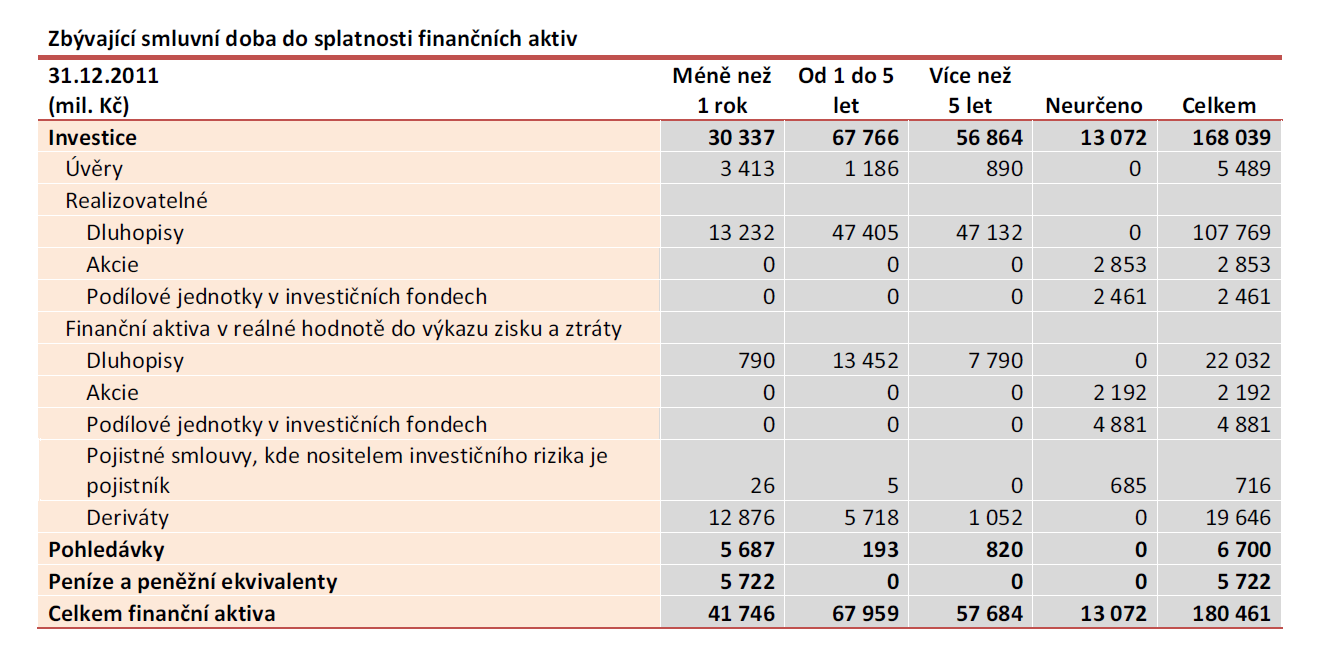 Zbývající smluvní doba do splatnosti finančních aktiv
31.12.2011 Méně než Od 1 do 5 Více než
(mil. Kč) 1 rok let 5 let Neurčeno Celkem
Investice 30 337 67 766 56 864 13 072 168 039
Úvěry 3 413 1 186 890 0 5 489
Realizovatelné
Dluhopisy 13 232 47 405 47 132 0 107 769
Akcie 0 0 0 2 853 2 853
Podílové jednotky v investičních fondech 0 0 0 2 461 2 461
Finanční aktiva v reálné hodnotě do výkazu zisku a ztráty
Dluhopisy 790 13 452 7 790 0 22 032
Akcie 0 0 0 2 192 2 192
Podílové jednotky v investičních fondech 0 0 0 4 881 4 881
Pojistné smlouvy, kde nositelem investičního rizika je
pojistník 26 5 0 685 716
Deriváty 12 876 5 718 1 052 0 19 646
Pohledávky 5 687 193 820 0 6 700
Peníze a peněžní ekvivalenty 5 722 0 0 0 5 722
Celkem finanční aktiva 41 746 67 959 57 684 13 072 180 461